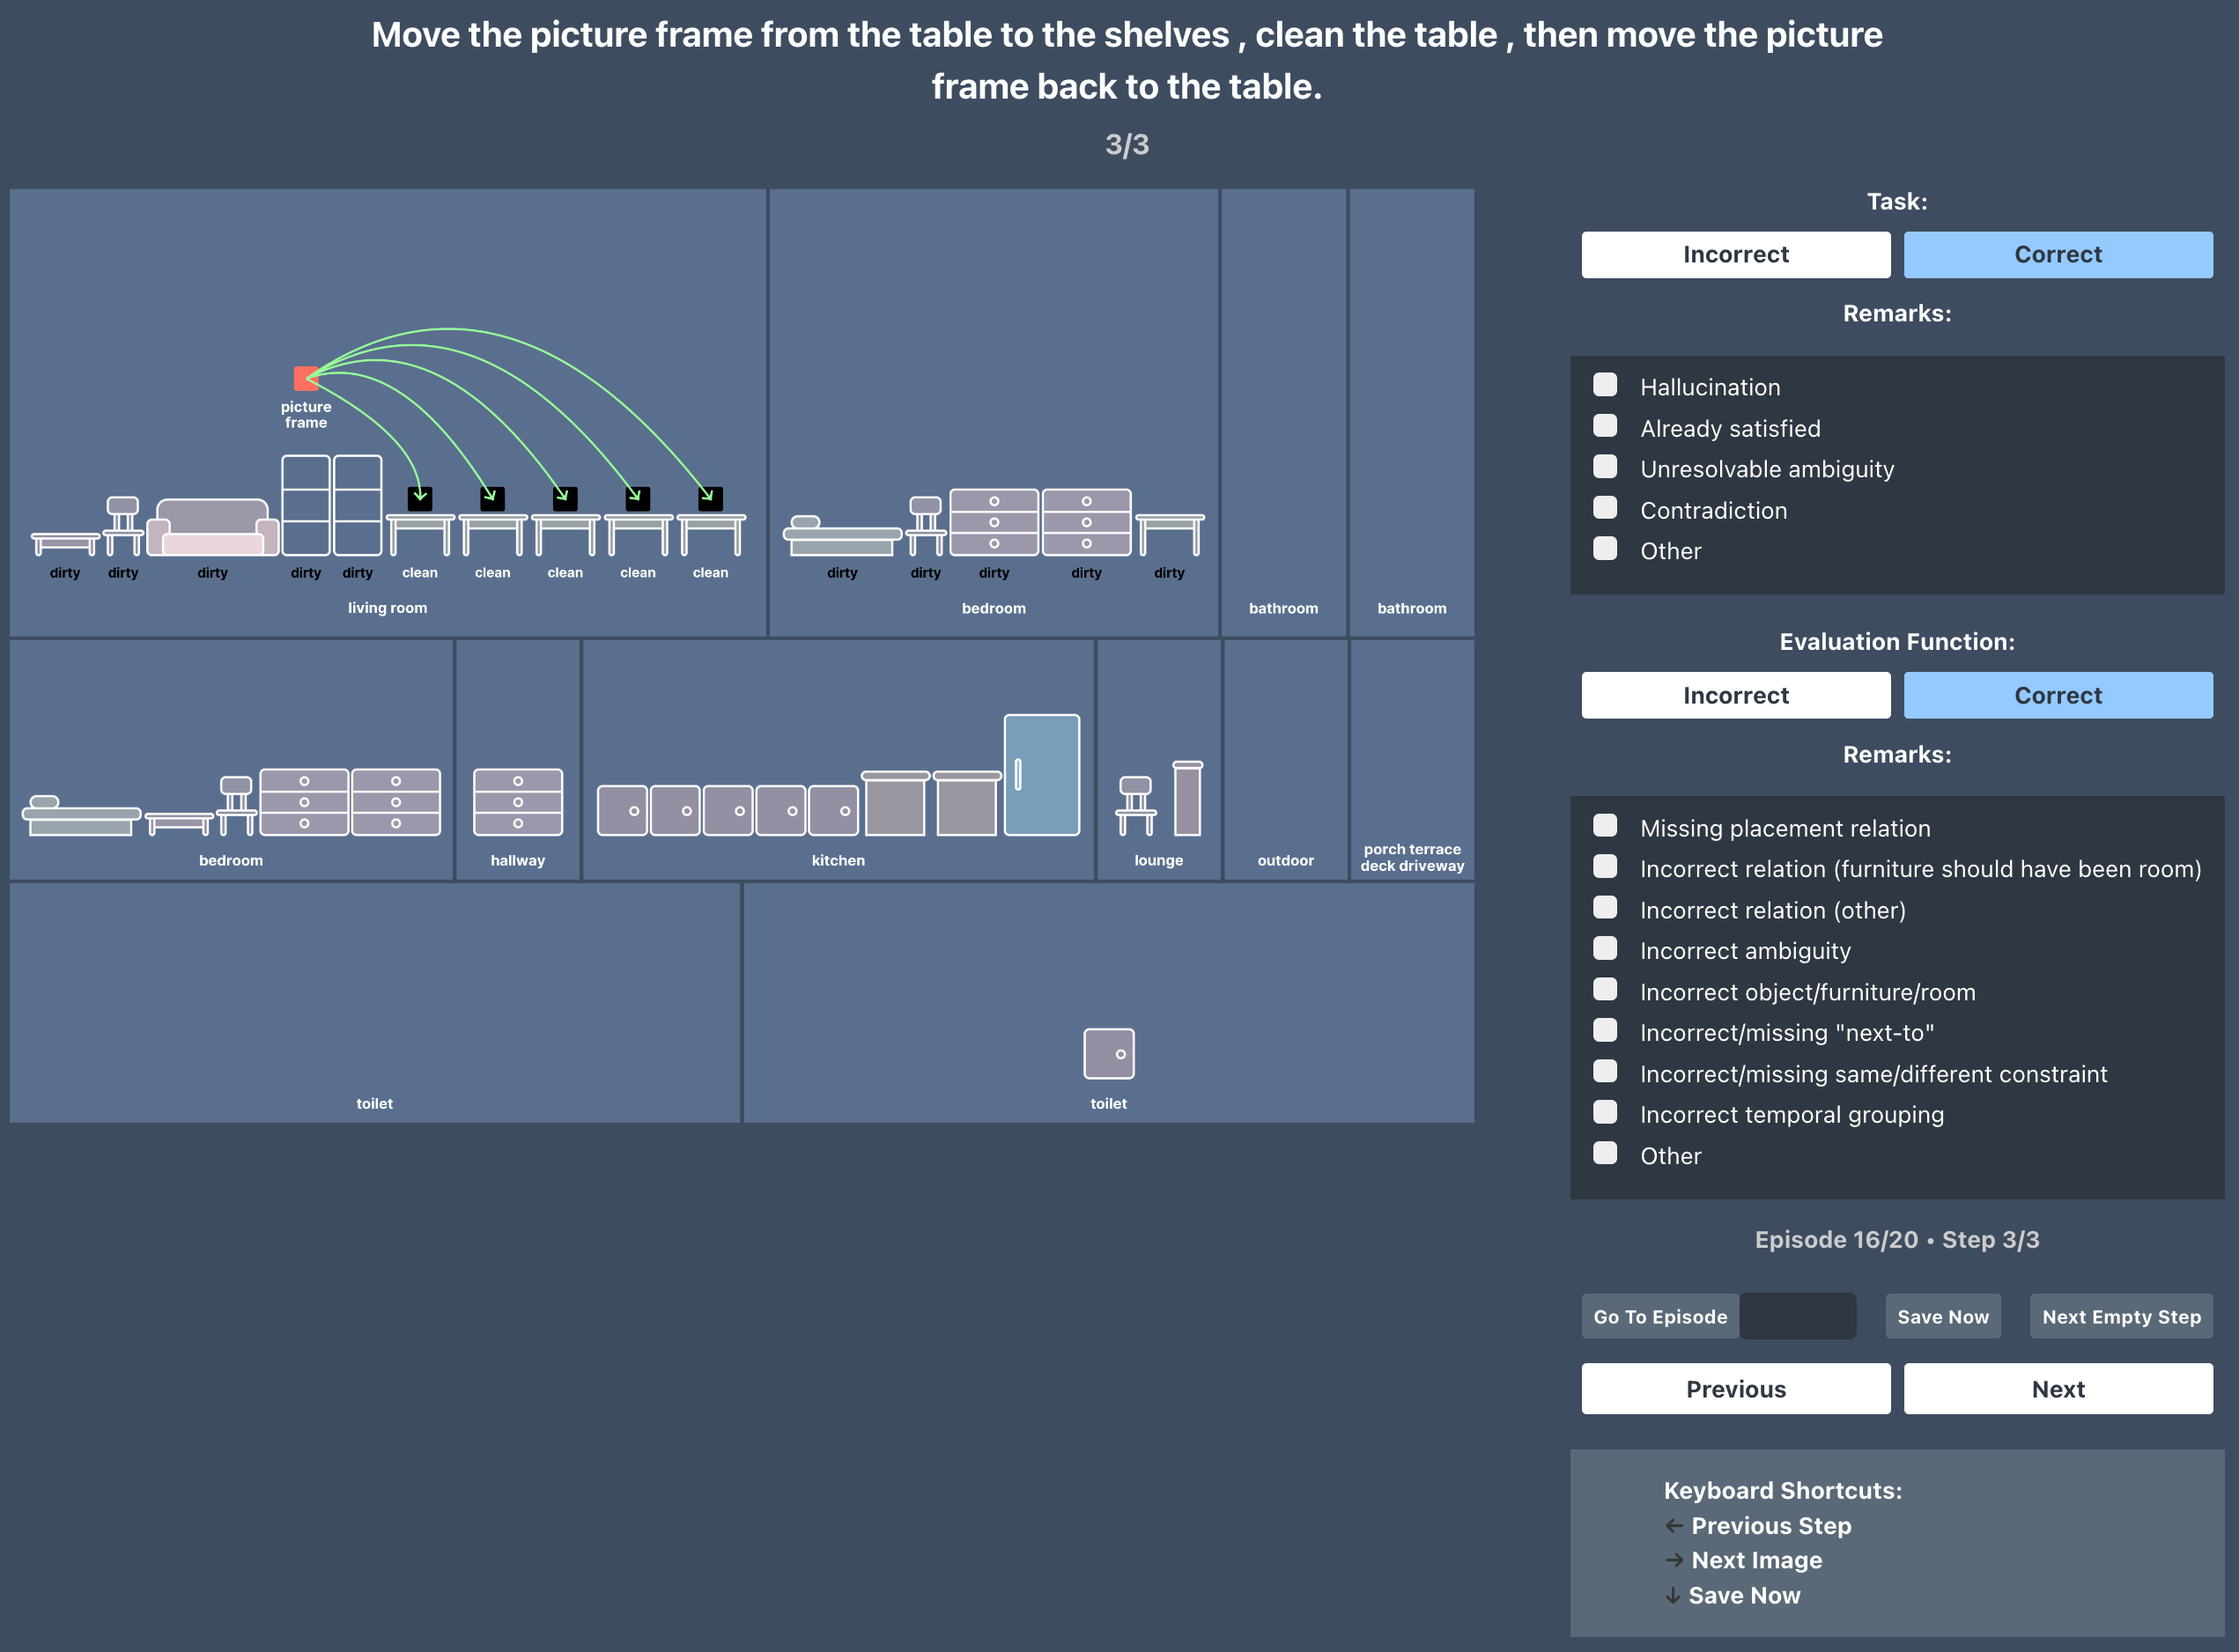 Move the picture frame from the table to the shelves , clean the table , then move the picture
frame back to the table.
3/3
picture
frame
dirty dirty dirty dirty dirty clean clean clean clean clean
living room
dirty dirty dirty dirty dirty
bedroom
bathroom
bathroom
bedroom
hallway
kitchen
lounge
outdoor
porch terrace
deck driveway
toilet
toilet
Task:
Incorrect
Correct
Remarks:
Hallucination
Already satisfied
Unresolvable ambiguity
Contradiction
Other
Evaluation Function:
Incorrect
Correct
Remarks:
Missing placement relation
Incorrect relation (furniture should have been room)
Incorrect relation (other)
Incorrect ambiguity
Incorrect object/furniture/room
Incorrect/missing "next-to"
Incorrect/missing same/different constraint
Incorrect temporal grouping
Other
Episode 16/20 • Step 3/3
Go To Episode
Save Now
Next Empty Step
Previous
Next
Keyboard Shortcuts:
← Previous Step
→ Next Image
↓ Save Now